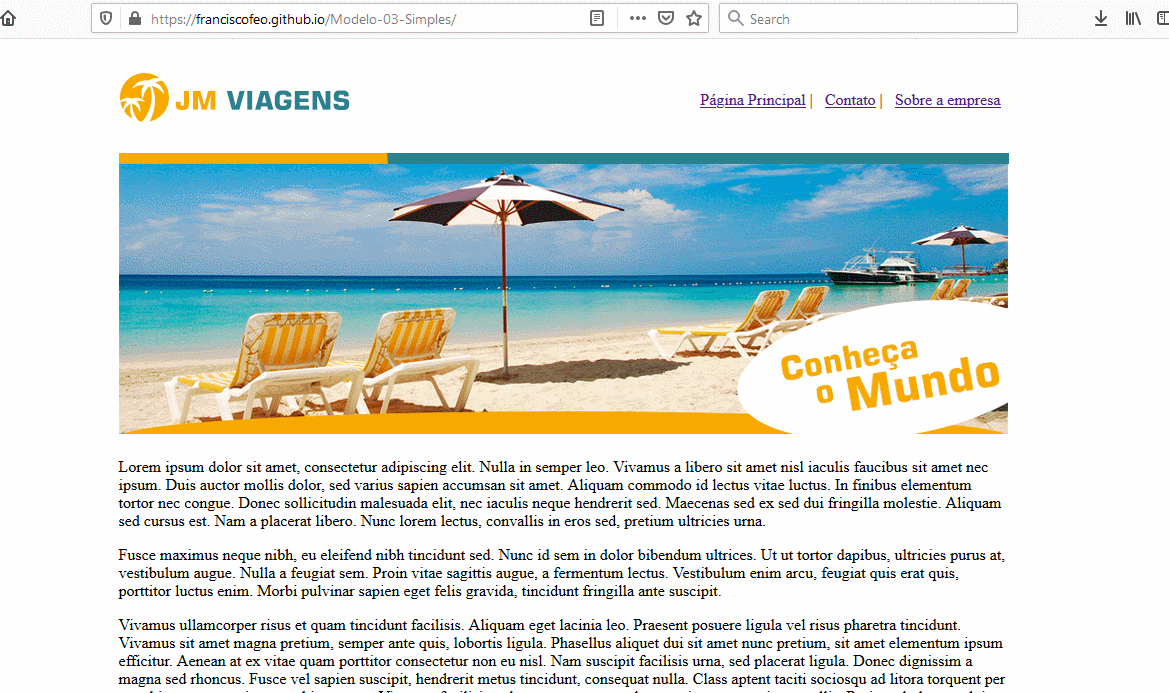 https://franciscofeo.github.io/Modelo-03-Simples/
Search
JM VIAGENS
Página Principal | Contato | Sobre a empresa
Conheça
o Mundo
Lorem ipsum dolor sit amet, consectetur adipiscing elit. Nulla in semper leo. Vivamus a libero sit amet nisl iaculis faucibus sit amet nec
ipsum. Duis auctor mollis dolor, sed varius sapien accumsan sit amet. Aliquam commodo id lectus vitae luctus. In finibus elementum
tortor nec congue. Donec sollicitudin malesuada elit, nec iaculis neque hendrerit sed. Maecenas sed ex sed dui fringilla molestie. Aliquam
sed cursus est. Nam a placerat libero. Nunc lorem lectus, convallis in eros sed, pretium ultricies urna.
Fusce maximus neque nibh, eu eleifend nibh tincidunt sed. Nunc id sem in dolor bibendum ultrices. Ut ut tortor dapibus, ultricies purus at,
vestibulum augue. Nulla a feugiat sem. Proin vitae sagittis augue, a fermentum lectus. Vestibulum enim arcu, feugiat quis erat quis,
porttitor luctus enim. Morbi pulvinar sapien eget felis gravida, tincidunt fringilla ante suscipit.
Vivamus ullamcorper risus et quam tincidunt facilisis. Aliquam eget lacinia leo. Praesent posuere ligula vel risus pharetra tincidunt.
Vivamus sit amet magna pretium, semper ante quis, lobortis ligula. Phasellus aliquet dui sit amet nunc pretium, sit amet elementum ipsum
efficitur. Aenean at ex vitae quam porttitor consectetur non eu nisl. Nam suscipit facilisis urna, sed placerat ligula. Donec dignissim a
magna sed rhoncus. Fusce vel sapien suscipit, hendrerit metus tincidunt, consequat nulla. Class aptent taciti sociosqu ad litora torquent per